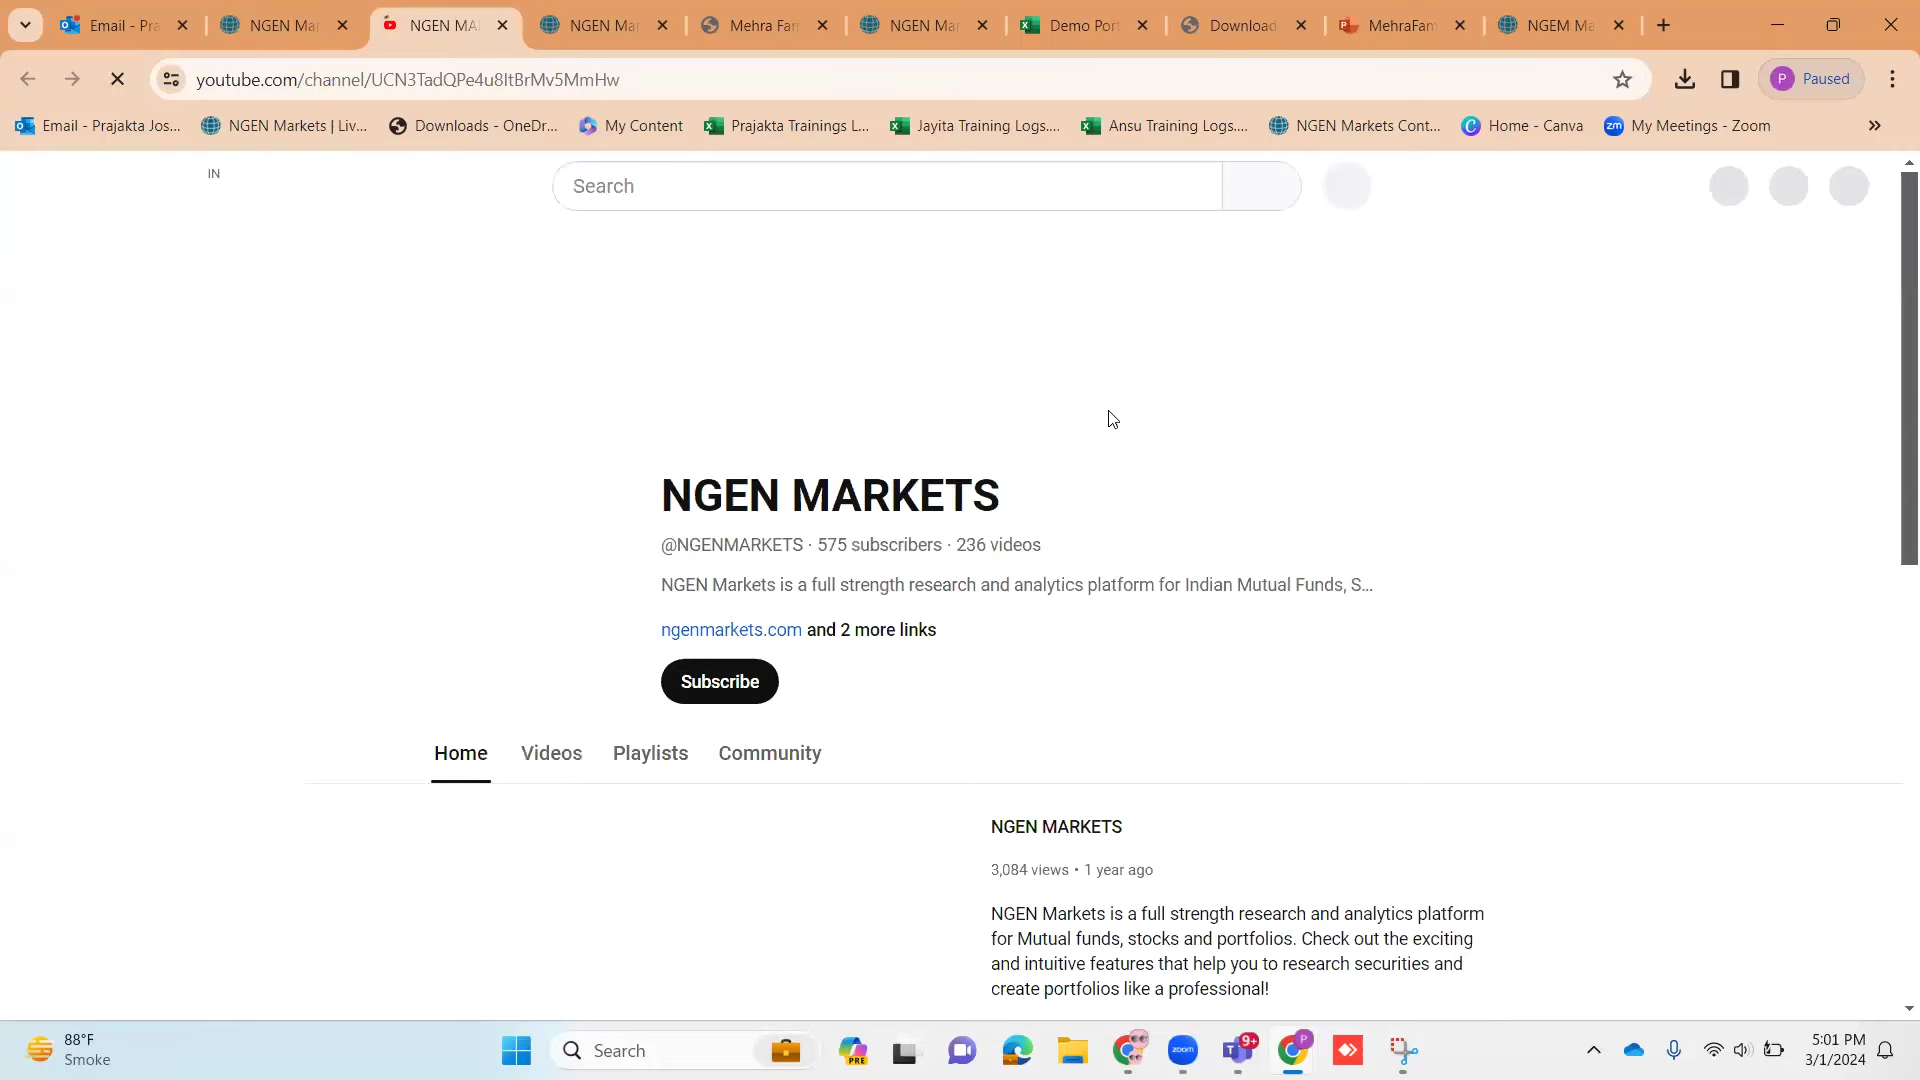 Email - Pra
NGEN Mar
NGEN MA
NGEN Mar
Mehra Fam
NGEN Mar
Demo Port
Download
MehraFam
NGEM Ma
youtube.com/channel/UCN3TadQPe4u8ItBrMv5MmHw
P Paused
Email - Prajakta Jos...
NGEN Markets | Liv...
Downloads - OneDr...
My Content
Prajakta Trainings L...
Jayita Training Logs....
Ansu Training Logs....
NGEN Markets Cont...
Home - Canva
zm My Meetings - Zoom
IN
Search
NGEN MARKETS
@NGENMARKETS · 575 subscribers · 236 videos
NGEN Markets is a full strength research and analytics platform for Indian Mutual Funds, S...
ngenmarkets.com and 2 more links
Subscribe
Home Videos Playlists Community
NGEN MARKETS
3,084 views • 1 year ago
NGEN Markets is a full strength research and analytics platform
for Mutual funds, stocks and portfolios. Check out the exciting
and intuitive features that help you to research securities and
create portfolios like a professional!
88°F
Smoke
Search
PRE
zoom
9+
P
5:01 PM
3/1/2024